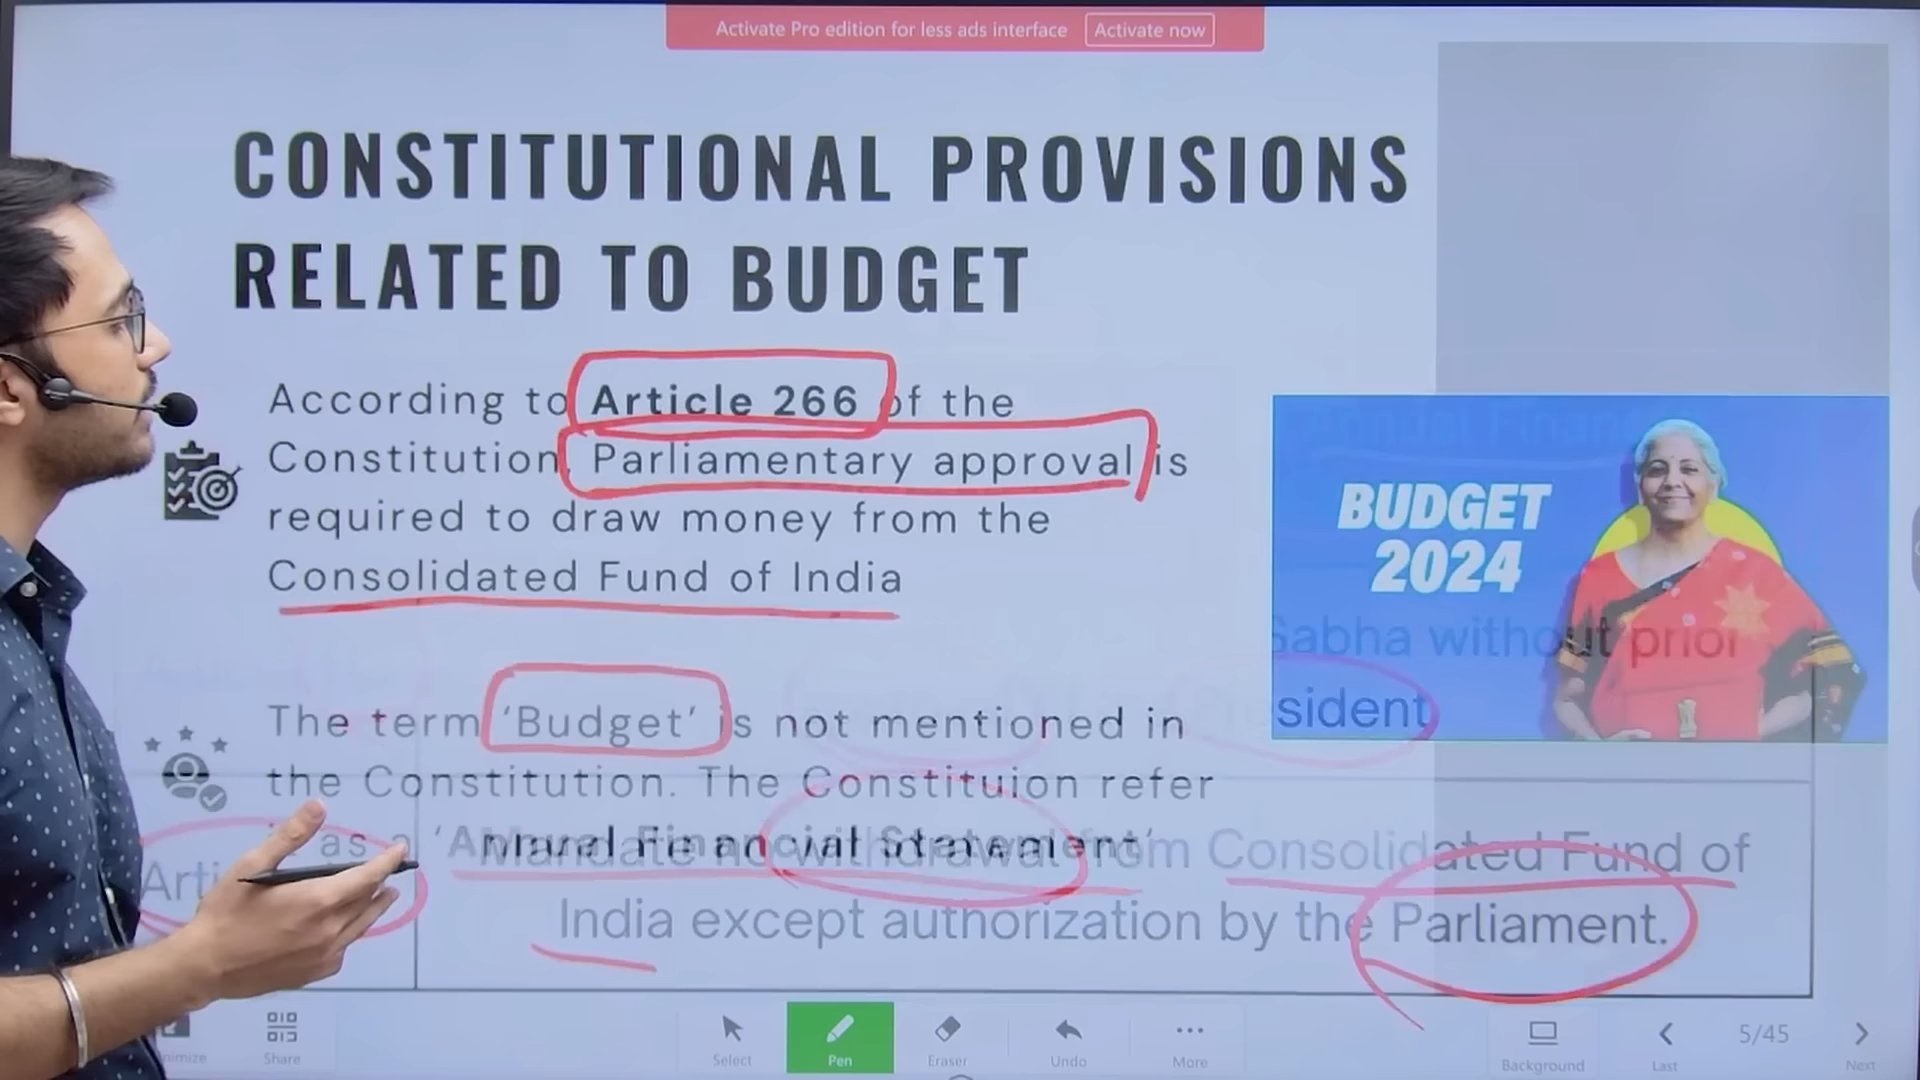 Activate Pro edition for less ads interface Activate now
CONSTITUTIONAL PROVISIONS
RELATED TO BUDGET
According to Article 266 of the
Constitution, Parliamentary approval is
required to draw money from the
Consolidated Fund of India
BUDGET
2024
Sabha without prior
sident
The term ‘Budget’ is not mentioned in
the Constitution. The Constituion refer
as a ‘Annual Financial Statement’
Arti
withdrawal from Consolidated Fund of
India except authorization by the Parliament.
nimize Share Select Pen Eraser Undo More Background Last 5/45 Next